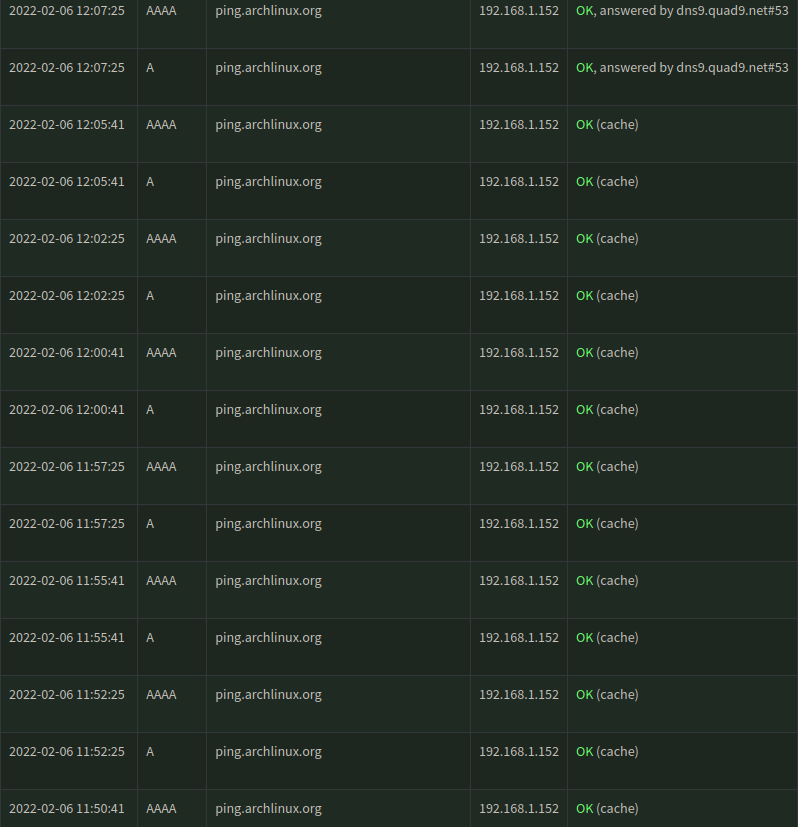 2022-02-06 12:07:25 AAAA ping.archlinux.org 192.168.1.152 OK, answered by dns9.quad9.net#53
2022-02-06 12:07:25 A ping.archlinux.org 192.168.1.152 OK, answered by dns9.quad9.net#53
2022-02-06 12:05:41 AAAA ping.archlinux.org 192.168.1.152 OK (cache)
2022-02-06 12:05:41 A ping.archlinux.org 192.168.1.152 OK (cache)
2022-02-06 12:02:25 AAAA ping.archlinux.org 192.168.1.152 OK (cache)
2022-02-06 12:02:25 A ping.archlinux.org 192.168.1.152 OK (cache)
2022-02-06 12:00:41 AAAA ping.archlinux.org 192.168.1.152 OK (cache)
2022-02-06 12:00:41 A ping.archlinux.org 192.168.1.152 OK (cache)
2022-02-06 11:57:25 AAAA ping.archlinux.org 192.168.1.152 OK (cache)
2022-02-06 11:57:25 A ping.archlinux.org 192.168.1.152 OK (cache)
2022-02-06 11:55:41 AAAA ping.archlinux.org 192.168.1.152 OK (cache)
2022-02-06 11:55:41 A ping.archlinux.org 192.168.1.152 OK (cache)
2022-02-06 11:52:25 AAAA ping.archlinux.org 192.168.1.152 OK (cache)
2022-02-06 11:52:25 A ping.archlinux.org 192.168.1.152 OK (cache)
2022-02-06 11:50:41 AAAA ping.archlinux.org 192.168.1.152 OK (cache)